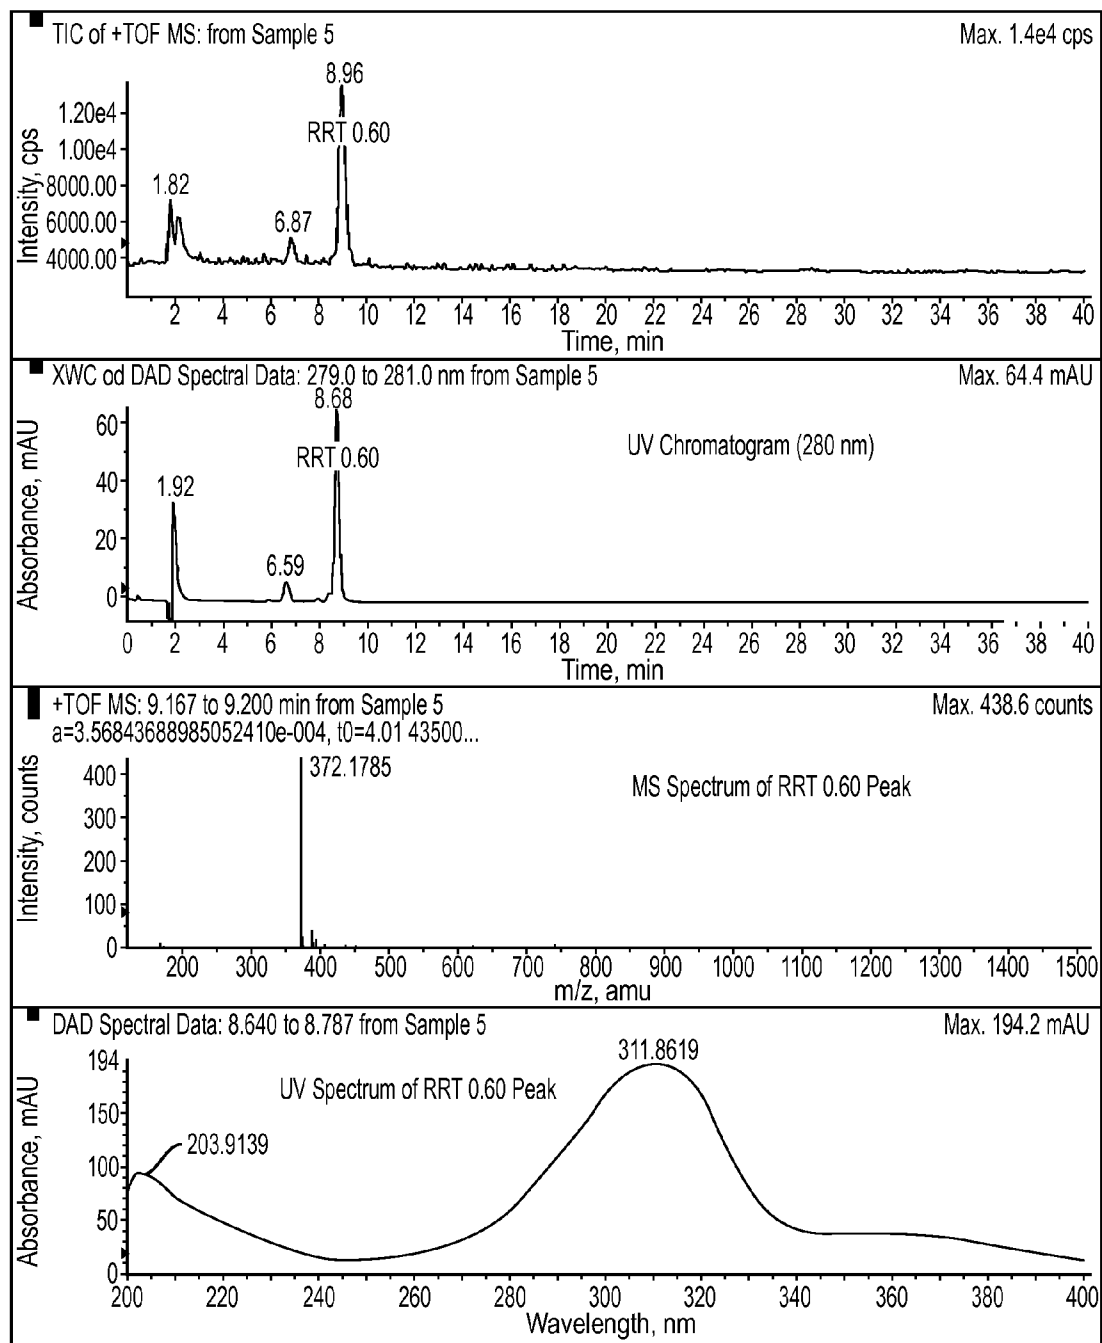 TIC of +TOF MS: from Sample 5
Max. 1.4e4 cps
8.96
1.20e4
RRT 0.60
1.00e4
1.82
8000.00
6.87
6000.00
4000.00
Intensity, cps
2 4 6 8 10 12 14 16 18 20 22 24 26 28 30 32 34 36 38 40
Time, min
XWC od DAD Spectral Data: 279.0 to 281.0 nm from Sample 5
Max. 64.4 mAU
8.68
60
UV Chromatogram (280 nm)
RRT 0.60
40
1.92
20
6.59
0
Absorbance, mAU
0 2 4 6 8 10 12 14 16 18 20 22 24 26 28 30 32 34 36 38 40
Time, min
+TOF MS: 9.167 to 9.200 min from Sample 5
Max. 438.6 counts
a=3.56843688985052410e-004, t0=4.01 43500...
400
372.1785
MS Spectrum of RRT 0.60 Peak
300
200
100
0
Intensity, counts
200 300 400 500 600 700 800 900 1000 1100 1200 1300 1400 1500
m/z, amu
DAD Spectral Data: 8.640 to 8.787 from Sample 5
Max. 194.2 mAU
311.8619
194
UV Spectrum of RRT 0.60 Peak
150
203.9139
100
50
0
Absorbance, mAU
200 220 240 260 280 300 320 340 360 380 400
Wavelength, nm